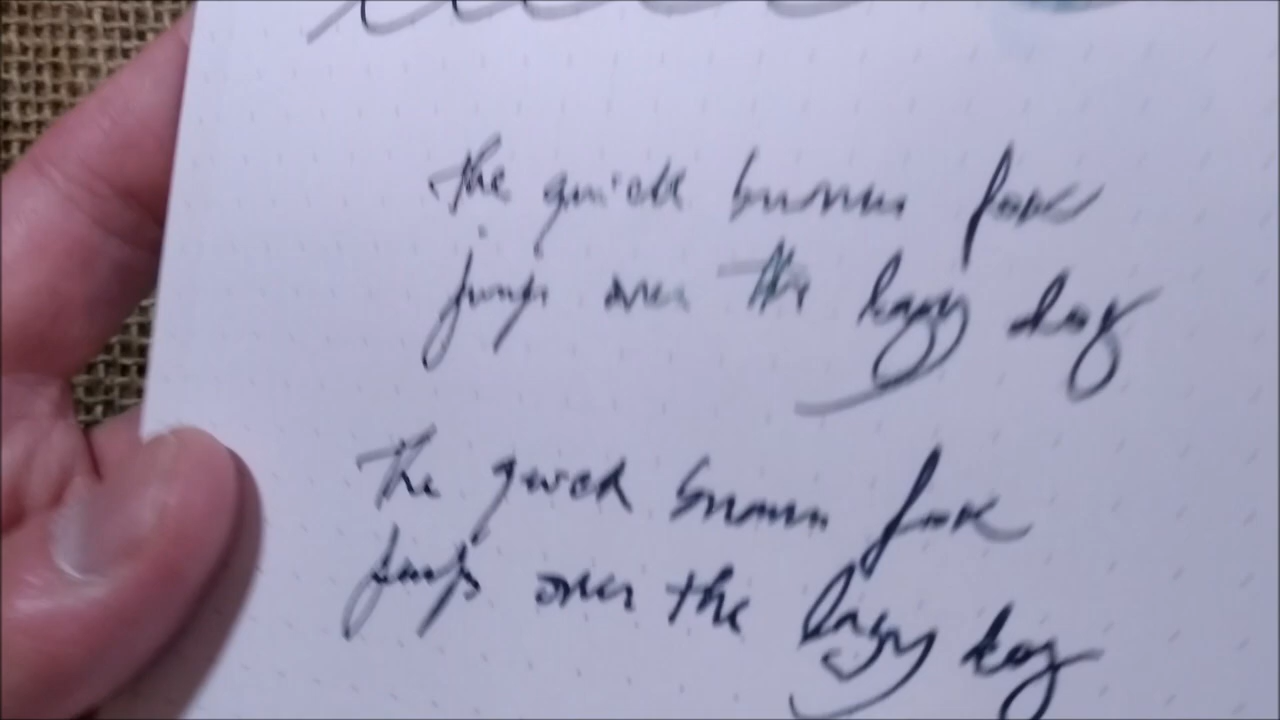 the quick brown fox
jumps over the lazy dog
The quick brown fox
jumps over the lazy dog